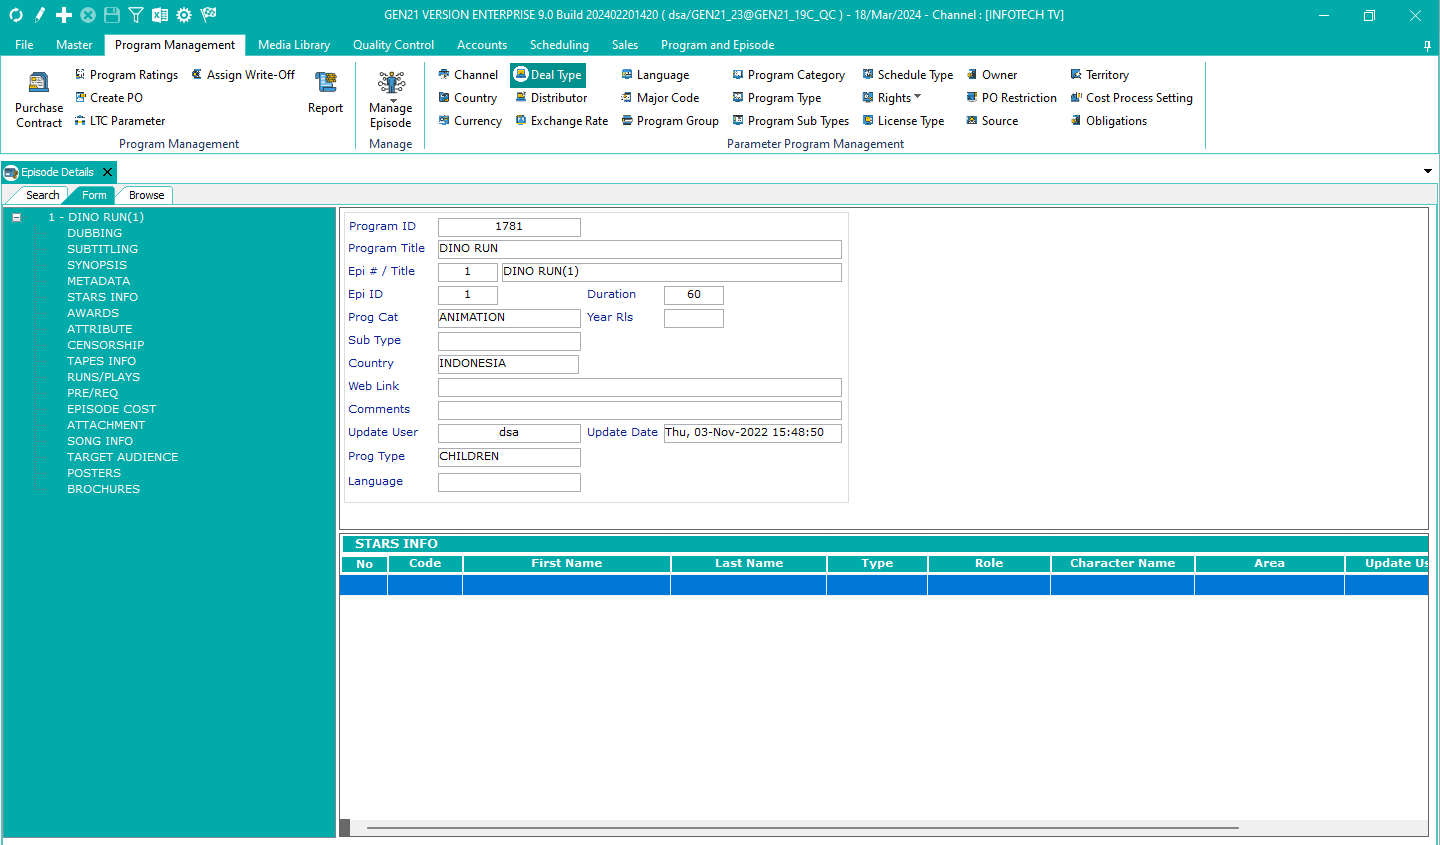 GEN21 VERSION ENTERPRISE 9.0 Build 202402201420 ( dsa/GEN21_23@GEN21_19C_QC ) - 18/Mar/2024 - Channel : [INFOTECH TV]
File Master Program Management Media Library Quality Control Accounts Scheduling Sales Program and Episode
Purchase Contract
Program Ratings Assign Write-Off
Create PO
LTC Parameter
Report
Program Management
Manage Episode
Manage
Channel Deal Type Language Program Category Schedule Type Owner Territory
Country Distributor Major Code Program Type Rights PO Restriction Cost Process Setting
Currency Exchange Rate Program Group Program Sub Types License Type Source Obligations
Parameter Program Management
Episode Details
Search Form Browse
1 - DINO RUN(1)
DUBBING
SUBTITLING
SYNOPSIS
METADATA
STARS INFO
AWARDS
ATTRIBUTE
CENSORSHIP
TAPES INFO
RUNS/PLAYS
PRE/REQ
EPISODE COST
ATTACHMENT
SONG INFO
TARGET AUDIENCE
POSTERS
BROCHURES
Program ID 1781
Program Title DINO RUN
Epi # / Title 1 DINO RUN(1)
Epi ID 1 Duration 60
Prog Cat ANIMATION Year Rls
Sub Type
Country INDONESIA
Web Link
Comments
Update User dsa Update Date Thu, 03-Nov-2022 15:48:50
Prog Type CHILDREN
Language
STARS INFO
No Code First Name Last Name Type Role Character Name Area Update Us